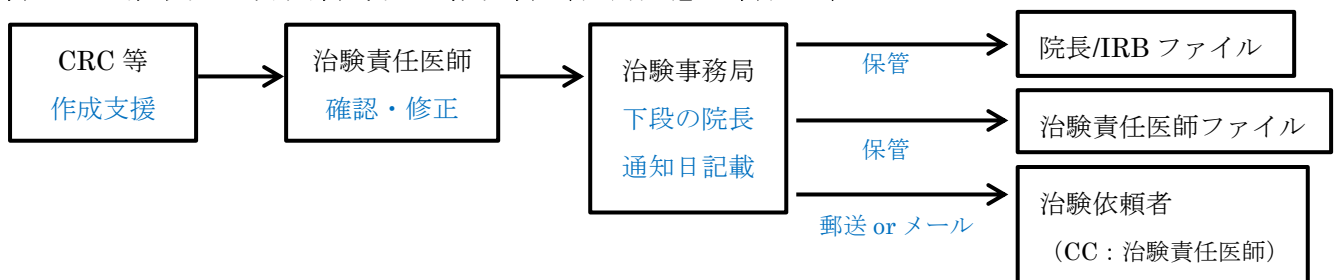 CRC 等
作成支援
治験責任医師
確認・修正
治験事務局
下段の院長
通知日記載
保管
院長/IRB ファイル
保管
治験責任医師ファイル
郵送 or メール
治験依頼者
（CC：治験責任医師）